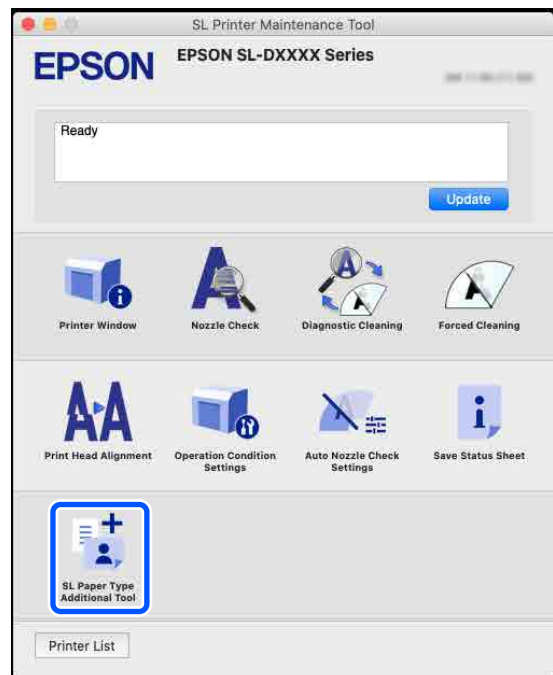 SL Printer Maintenance Tool
EPSON
EPSON SL-DXXXX Series
Ready
Update
Printer Window
Nozzle Check
Diagnostic Cleaning
Forced Cleaning
Print Head Alignment
Operation Condition
Settings
Auto Nozzle Check
Settings
Save Status Sheet
SL Paper Type
Additional Tool
Printer List